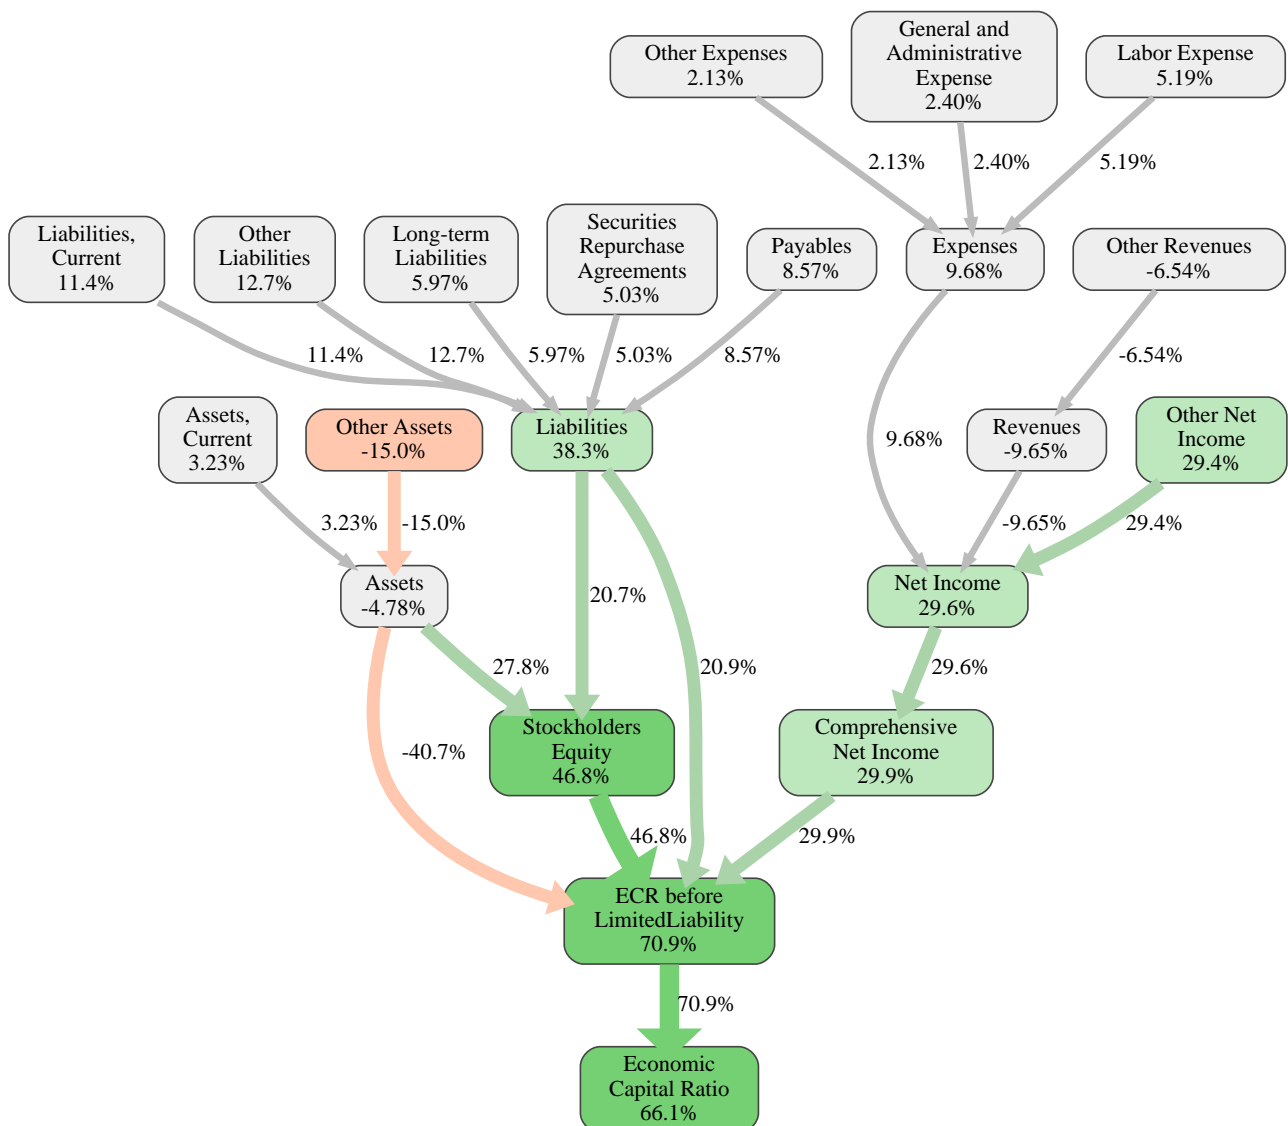 Other Expenses
2.13%
General and
Administrative
Expense
2.40%
Labor Expense
5.19%
2.13%
2.40%
5.19%
Liabilities,
Current
11.4%
Other
Liabilities
12.7%
Long-term
Liabilities
5.97%
Securities
Repurchase
Agreements
5.03%
Payables
8.57%
Expenses
9.68%
Other Revenues
-6.54%
11.4%
12.7%
5.97%
5.03%
8.57%
-6.54%
Assets,
Current
3.23%
Other Assets
-15.0%
Liabilities
38.3%
9.68%
Revenues
-9.65%
Other Net
Income
29.4%
3.23%
-15.0%
-9.65%
29.4%
Assets
-4.78%
20.7%
Net Income
29.6%
27.8%
20.9%
29.6%
-40.7%
Stockholders
Equity
46.8%
Comprehensive
Net Income
29.9%
46.8%
29.9%
ECR before
LimitedLiability
70.9%
70.9%
Economic
Capital Ratio
66.1%